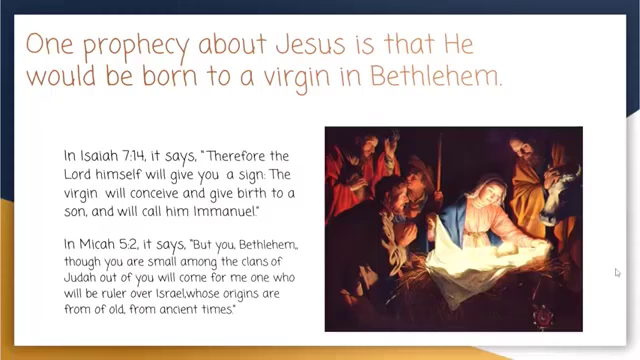 One prophecy about Jesus is that He
would be born to a virgin in Bethlehem.
In Isaiah 7:14, it says, "Therefore the
Lord himself will give you a sign: The
virgin will conceive and give birth to a
son, and will call him Immanuel."
In Micah 5:2, it says, "But you, Bethlehem,
though you are small among the clans of
Judah out of you will come for me one who
will be ruler over Israel,whose origins are
from of old, from ancient times."